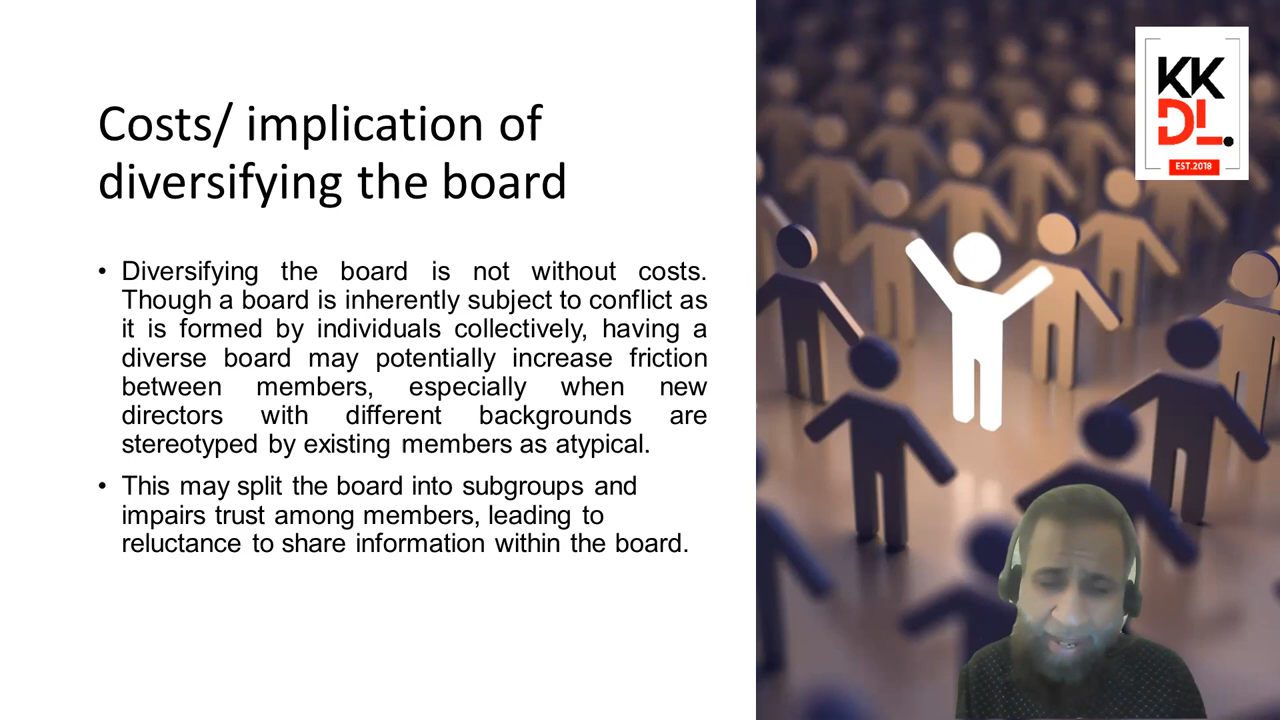 Costs/ implication of
diversifying the board
• Diversifying the board is not without costs.
Though a board is inherently subject to conflict as
it is formed by individuals collectively, having a
diverse board may potentially increase friction
between members, especially when new
directors with different backgrounds are
stereotyped by existing members as atypical.
• This may split the board into subgroups and
impairs trust among members, leading to
reluctance to share information within the board.
KK
DL.
EST.2018